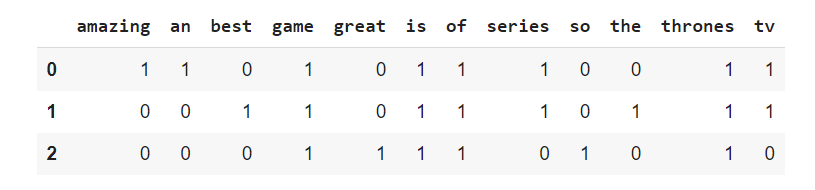 amazing an best game great is of series so the thrones tv
0 1 1 0 1 0 1 1 1 0 0 1 1
1 0 0 1 1 0 1 1 1 0 1 1 1
2 0 0 0 1 1 1 1 0 1 0 1 0